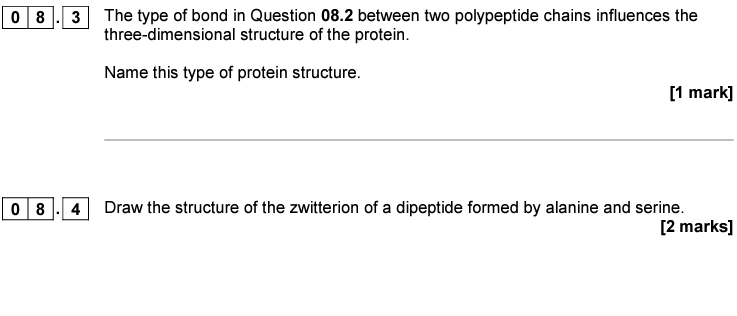 0 8 . 3 The type of bond in Question 08.2 between two polypeptide chains influences the
three-dimensional structure of the protein.
Name this type of protein structure.
[1 mark]
0 8 . 4 Draw the structure of the zwitterion of a dipeptide formed by alanine and serine.
[2 marks]